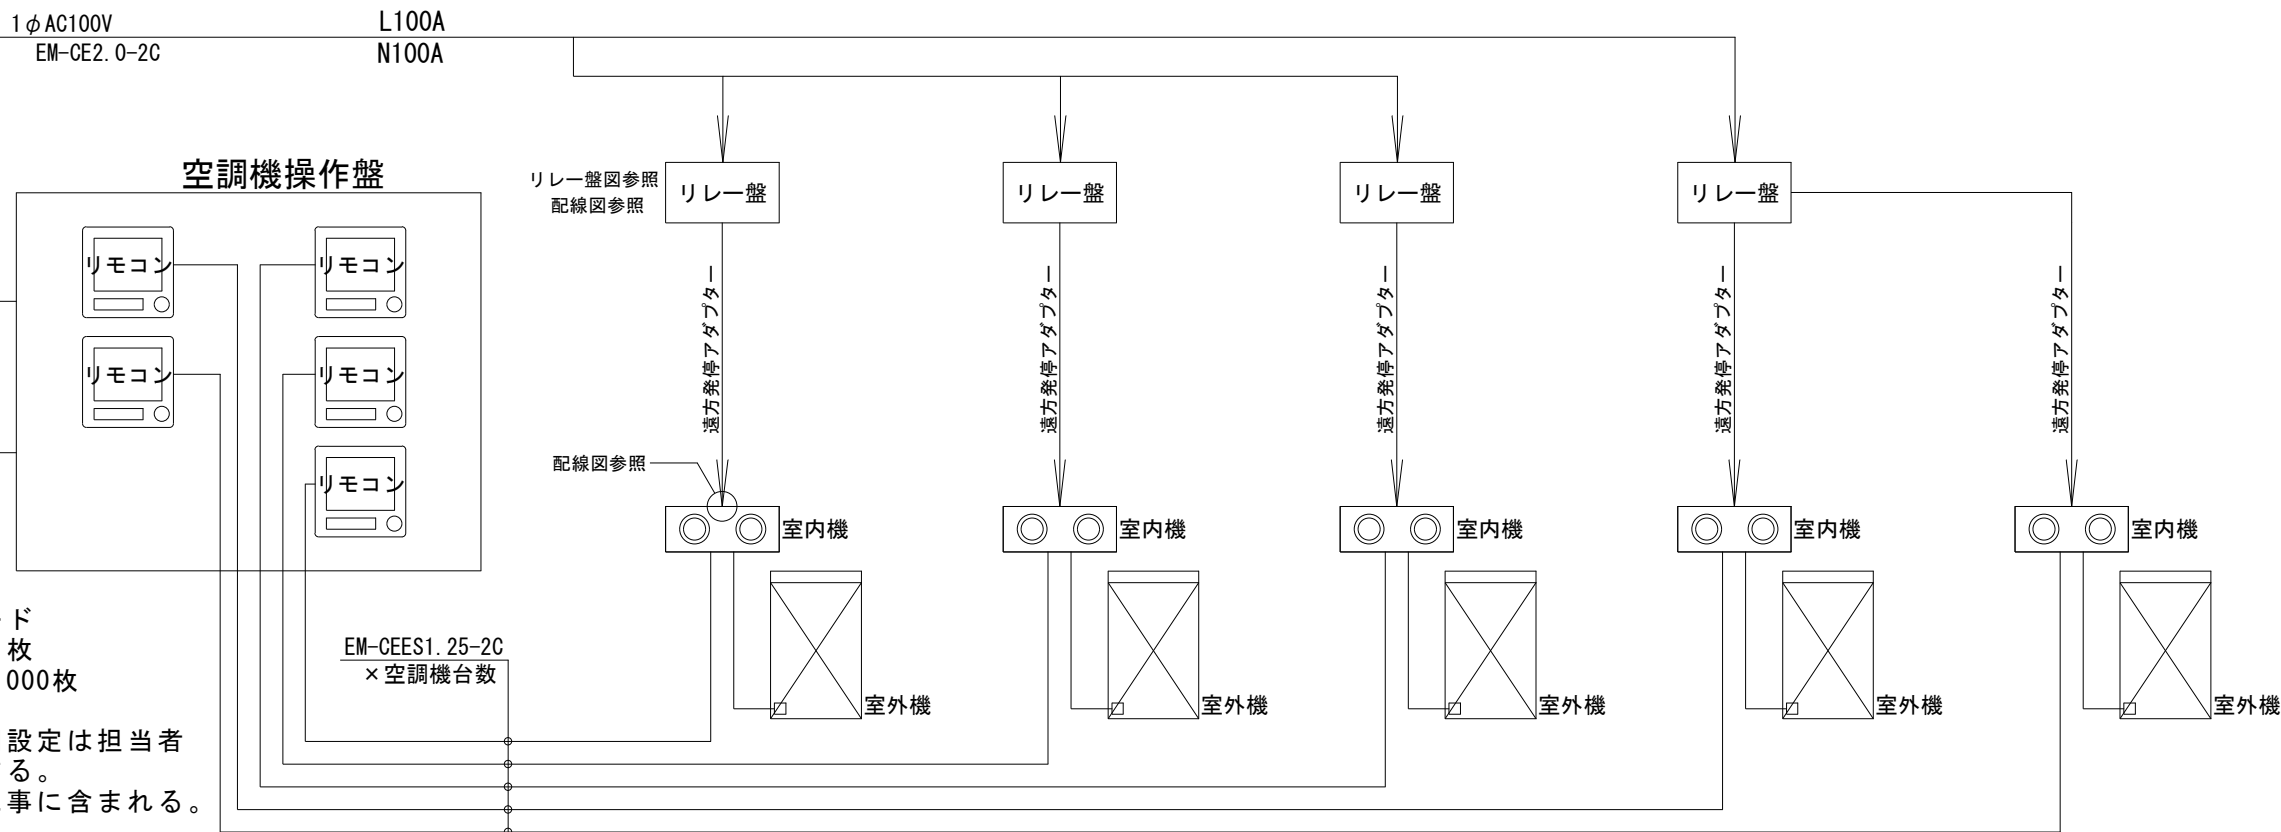 1φAC100V
L100A
EM-CE2.0-2C
N100A
空調機操作盤
リモコン
リモコン
リモコン
リモコン
リモコン
リレー盤図参照
配線図参照
リレー盤
リレー盤
リレー盤
リレー盤
遠方発停アダプター
遠方発停アダプター
遠方発停アダプター
遠方発停アダプター
遠方発停アダプター
配線図参照
室内機
室内機
室内機
室内機
室内機
室外機
室外機
室外機
室外機
室外機
EM-CEES1.25-2C
×空調機台数
ード
枚
000枚
設定は担当者
る。
事に含まれる。